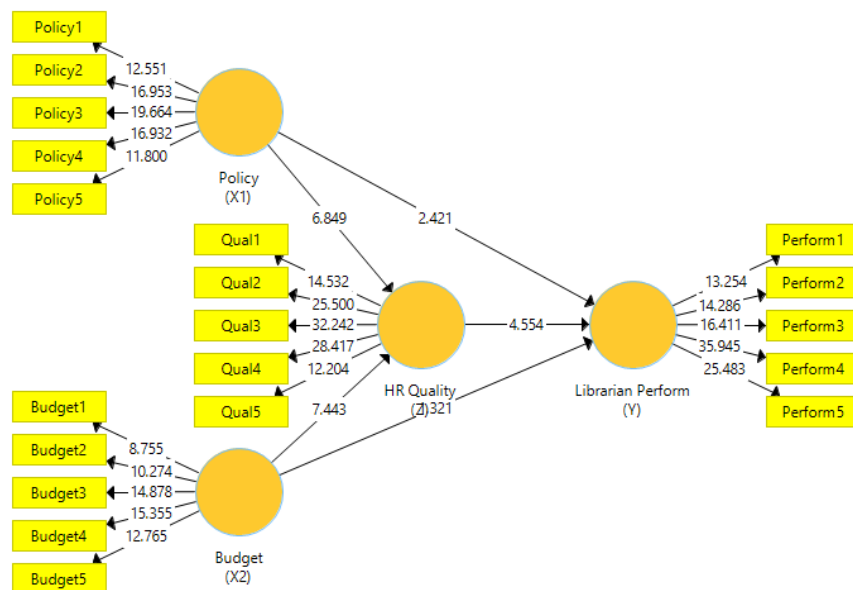 Policy1
Policy2
Policy3
Policy4
Policy5
12.551
16.953
19.664
16.932
11.800
Policy
(X1)
6.849
2.421
Qual1
Qual2
Qual3
Qual4
Qual5
14.532
25.500
32.242
28.417
12.204
HR Quality
(Z)
4.554
1.321
7.443
Librarian Perform
(Y)
13.254
14.286
16.411
35.945
25.483
Perform1
Perform2
Perform3
Perform4
Perform5
Budget1
Budget2
Budget3
Budget4
Budget5
8.755
10.274
14.878
15.355
12.765
Budget
(X2)